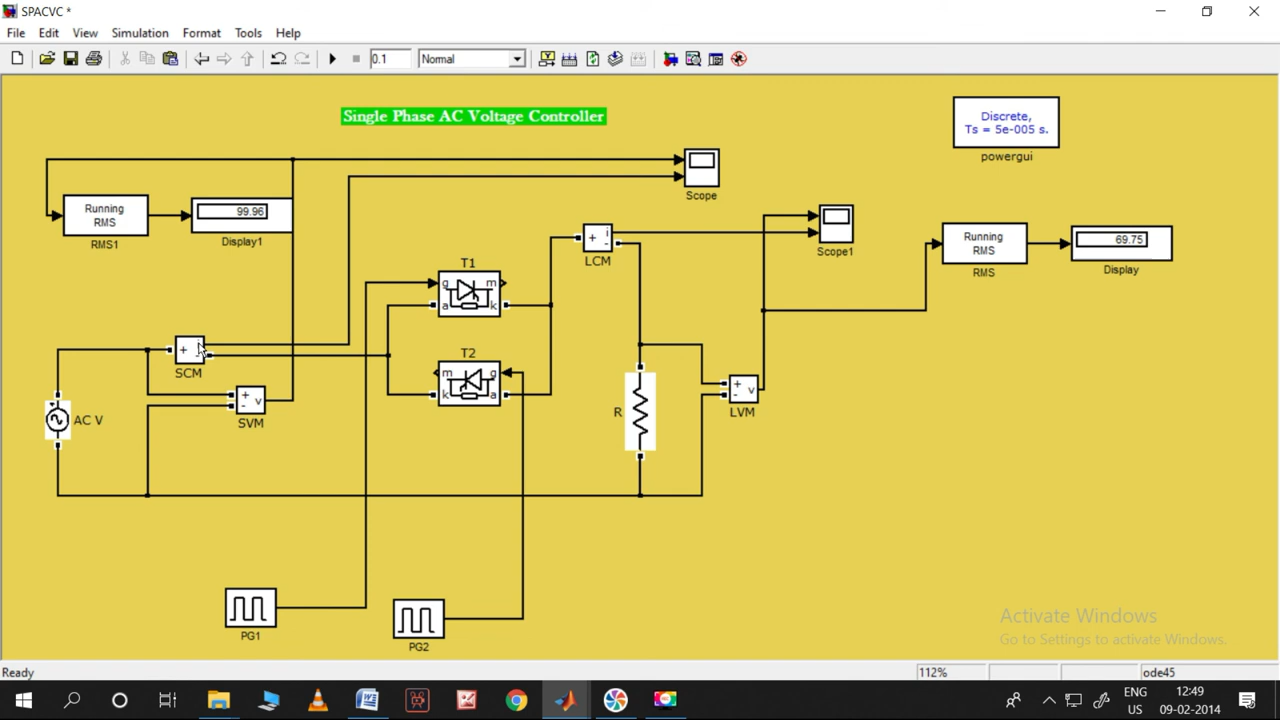 SPACVC *
File Edit View Simulation Format Tools Help
0.1 Normal
Single Phase AC Voltage Controller
Discrete,
Ts = 5e-005 s.
powergui
Scope
Running
RMS
RMS1
99.96
Display1
+ i
-
LCM
Scope1
Running
RMS
RMS
69.75
Display
T1
g m
a k
T2
m g
k a
+
-
SCM
+
- v
SVM
AC V
R
+
- v
LVM
PG1
PG2
Activate Windows
Go to Settings to activate Windows.
Ready 112% ode45
ENG
US
12:49
09-02-2014